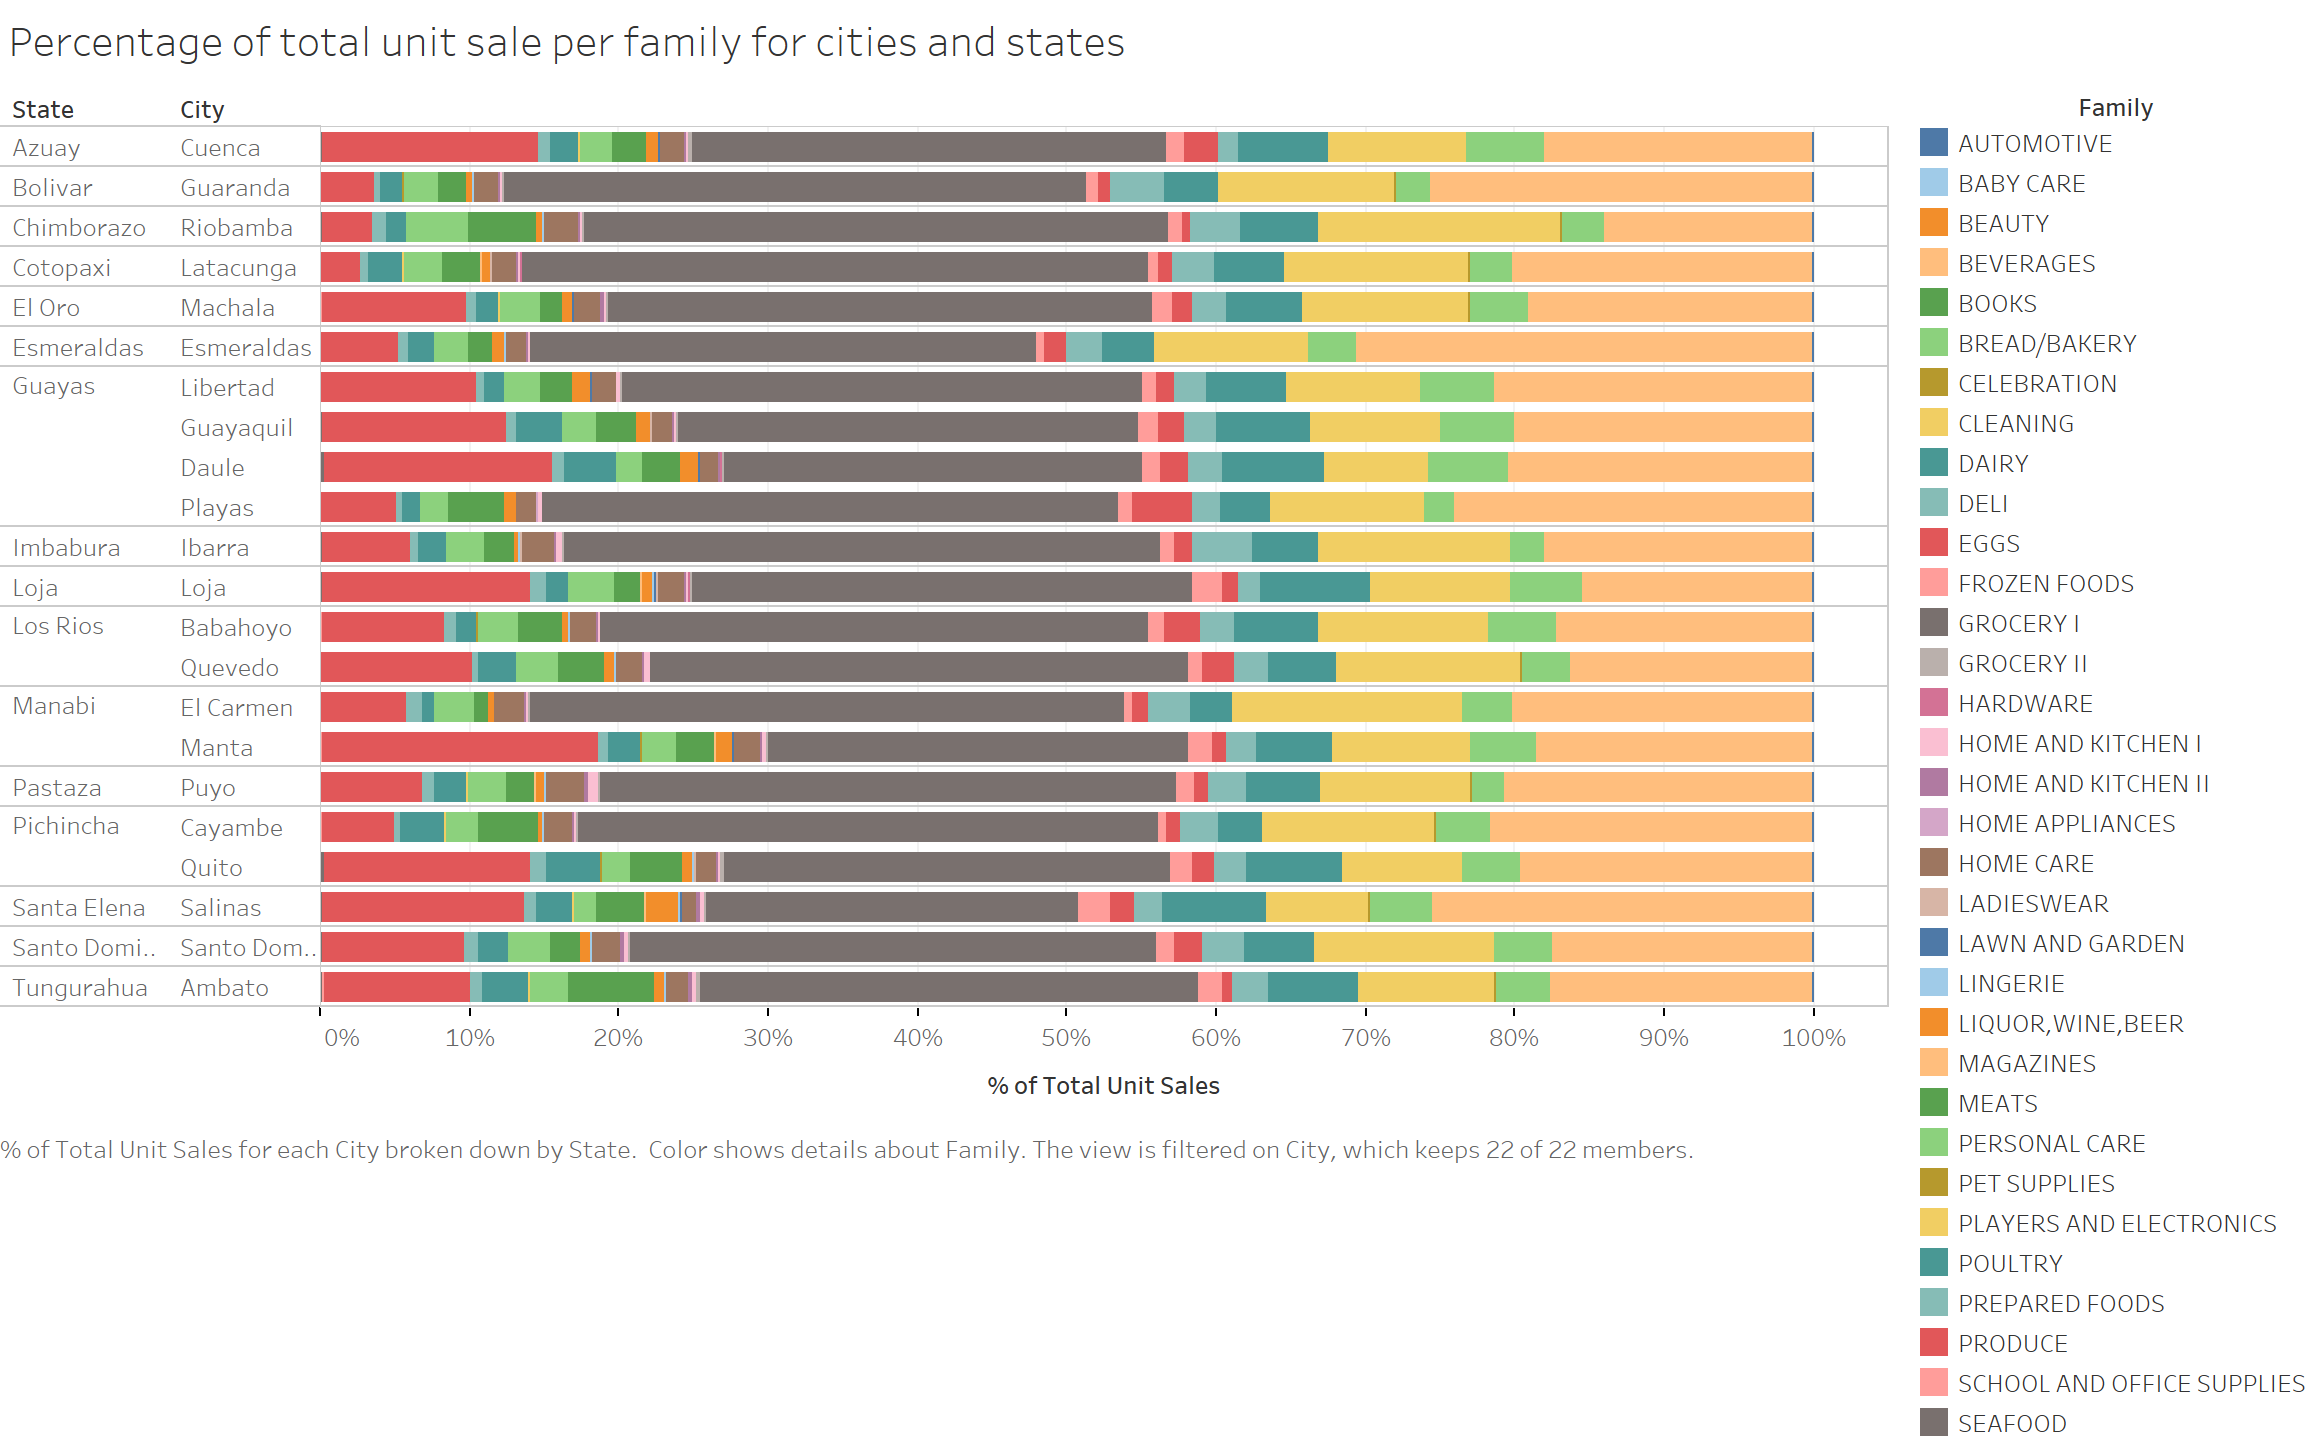 Percentage of total unit sale per family for cities and states
State City
Azuay Cuenca
Bolivar Guaranda
Chimborazo Riobamba
Cotopaxi Latacunga
El Oro Machala
Esmeraldas Esmeraldas
Guayas Libertad
Guayaquil
Daule
Playas
Imbabura Ibarra
Loja Loja
Los Rios Babahoyo
Quevedo
Manabi El Carmen
Manta
Pastaza Puyo
Pichincha Cayambe
Quito
Santa Elena Salinas
Santo Domi.. Santo Dom..
Tungurahua Ambato
0% 10% 20% 30% 40% 50% 60% 70% 80% 90% 100%
% of Total Unit Sales
% of Total Unit Sales for each City broken down by State.  Color shows details about Family. The view is filtered on City, which keeps 22 of 22 members.
Family
AUTOMOTIVE
BABY CARE
BEAUTY
BEVERAGES
BOOKS
BREAD/BAKERY
CELEBRATION
CLEANING
DAIRY
DELI
EGGS
FROZEN FOODS
GROCERY I
GROCERY II
HARDWARE
HOME AND KITCHEN I
HOME AND KITCHEN II
HOME APPLIANCES
HOME CARE
LADIESWEAR
LAWN AND GARDEN
LINGERIE
LIQUOR,WINE,BEER
MAGAZINES
MEATS
PERSONAL CARE
PET SUPPLIES
PLAYERS AND ELECTRONICS
POULTRY
PREPARED FOODS
PRODUCE
SCHOOL AND OFFICE SUPPLIES
SEAFOOD